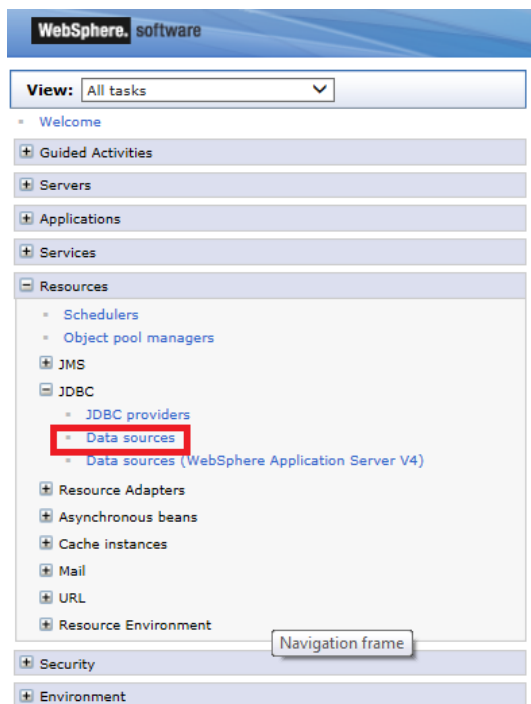 WebSphere. software
View: All tasks
Welcome
Guided Activities
Servers
Applications
Services
Resources
Schedulers
Object pool managers
JMS
JDBC
JDBC providers
Data sources
Data sources (WebSphere Application Server V4)
Resource Adapters
Asynchronous beans
Cache instances
Mail
URL
Resource Environment
Navigation frame
Security
Environment